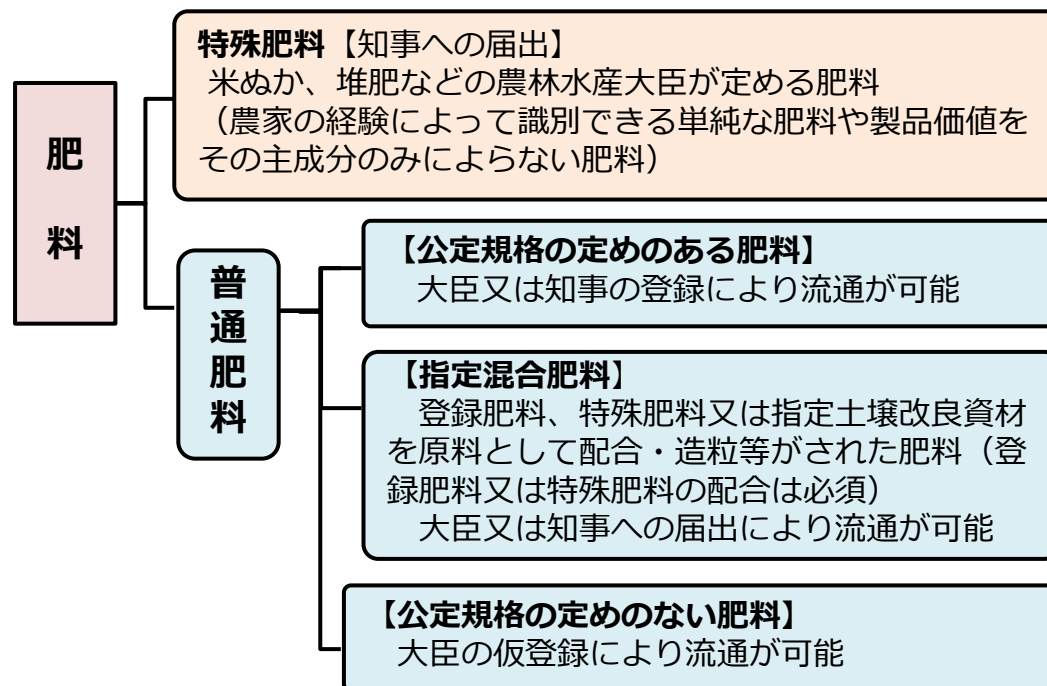 肥料
特殊肥料【知事への届出】
米ぬか、堆肥などの農林水産大臣が定める肥料
（農家の経験によって識別できる単純な肥料や製品価値を
その主成分のみによらない肥料）
普通肥料
【公定規格の定めのある肥料】
大臣又は知事の登録により流通が可能
【指定混合肥料】
登録肥料、特殊肥料又は指定土壌改良資材
を原料として配合・造粒等がされた肥料（登
録肥料又は特殊肥料の配合は必須）
大臣又は知事への届出により流通が可能
【公定規格の定めのない肥料】
大臣の仮登録により流通が可能